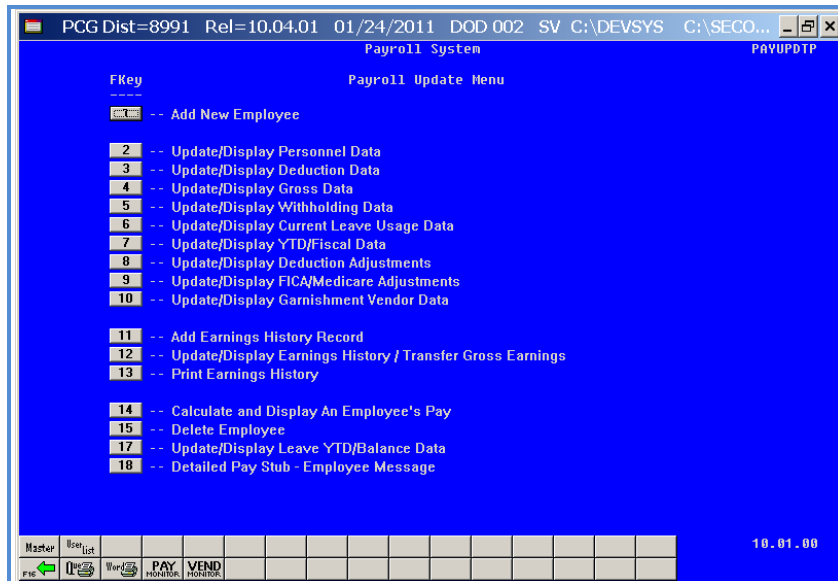 PCG Dist=8991 Rel=10.04.01 01/24/2011 DOD 002 SV C:\DEVSYS C:\SECO...
Payroll System PAYUPDTP
FKey Payroll Update Menu
----
1 -- Add New Employee
2 -- Update/Display Personnel Data
3 -- Update/Display Deduction Data
4 -- Update/Display Gross Data
5 -- Update/Display Withholding Data
6 -- Update/Display Current Leave Usage Data
7 -- Update/Display YTD/Fiscal Data
8 -- Update/Display Deduction Adjustments
9 -- Update/Display FICA/Medicare Adjustments
10 -- Update/Display Garnishment Vendor Data
11 -- Add Earnings History Record
12 -- Update/Display Earnings History / Transfer Gross Earnings
13 -- Print Earnings History
14 -- Calculate and Display An Employee's Pay
15 -- Delete Employee
17 -- Update/Display Leave YTD/Balance Data
18 -- Detailed Pay Stub - Employee Message
Master User List 10.01.00
F16 Que Word PAY MONITOR VEND MONITOR